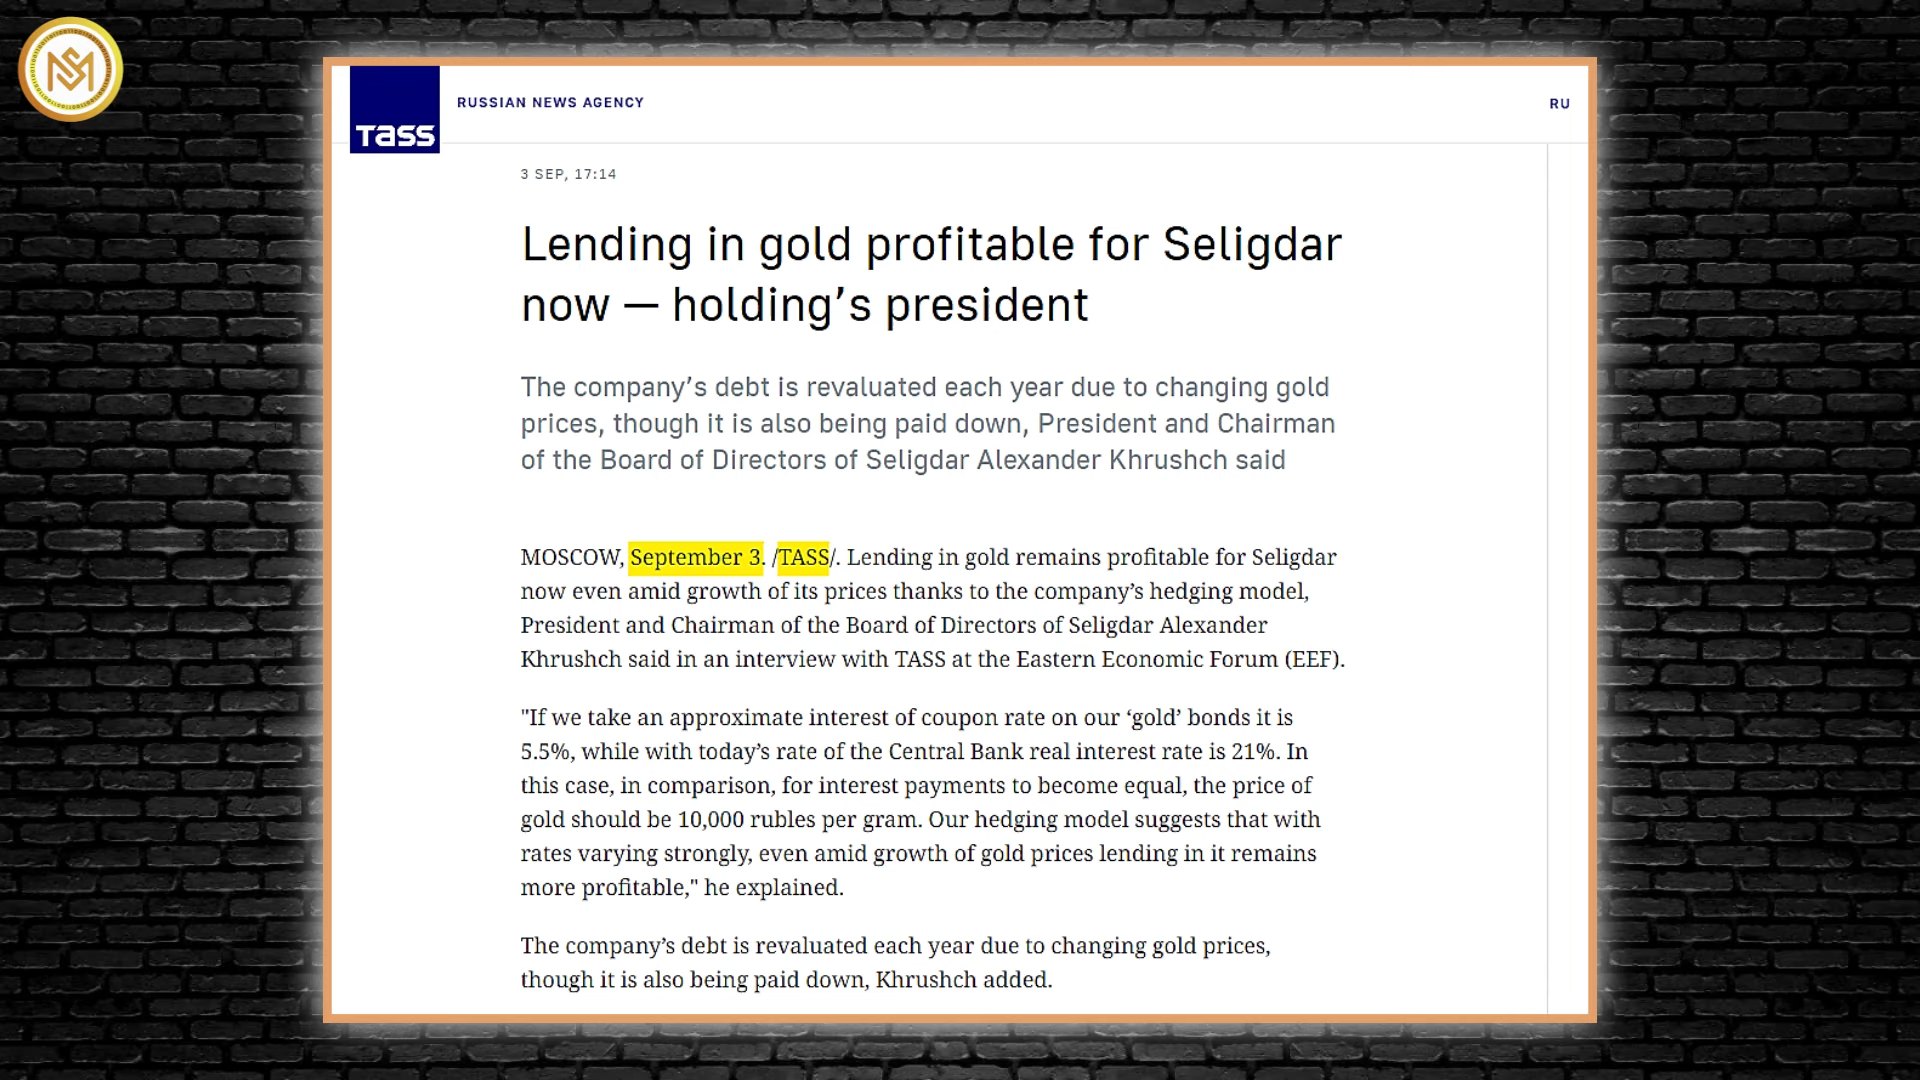 RUSSIAN NEWS AGENCY
RU
TASS
3 SEP, 17:14
Lending in gold profitable for Seligdar
now — holding’s president
The company’s debt is revaluated each year due to changing gold
prices, though it is also being paid down, President and Chairman
of the Board of Directors of Seligdar Alexander Khrushch said
MOSCOW, September 3. /TASS/. Lending in gold remains profitable for Seligdar
now even amid growth of its prices thanks to the company’s hedging model,
President and Chairman of the Board of Directors of Seligdar Alexander
Khrushch said in an interview with TASS at the Eastern Economic Forum (EEF).
"If we take an approximate interest of coupon rate on our ‘gold’ bonds it is
5.5%, while with today’s rate of the Central Bank real interest rate is 21%. In
this case, in comparison, for interest payments to become equal, the price of
gold should be 10,000 rubles per gram. Our hedging model suggests that with
rates varying strongly, even amid growth of gold prices lending in it remains
more profitable," he explained.
The company’s debt is revaluated each year due to changing gold prices,
though it is also being paid down, Khrushch added.